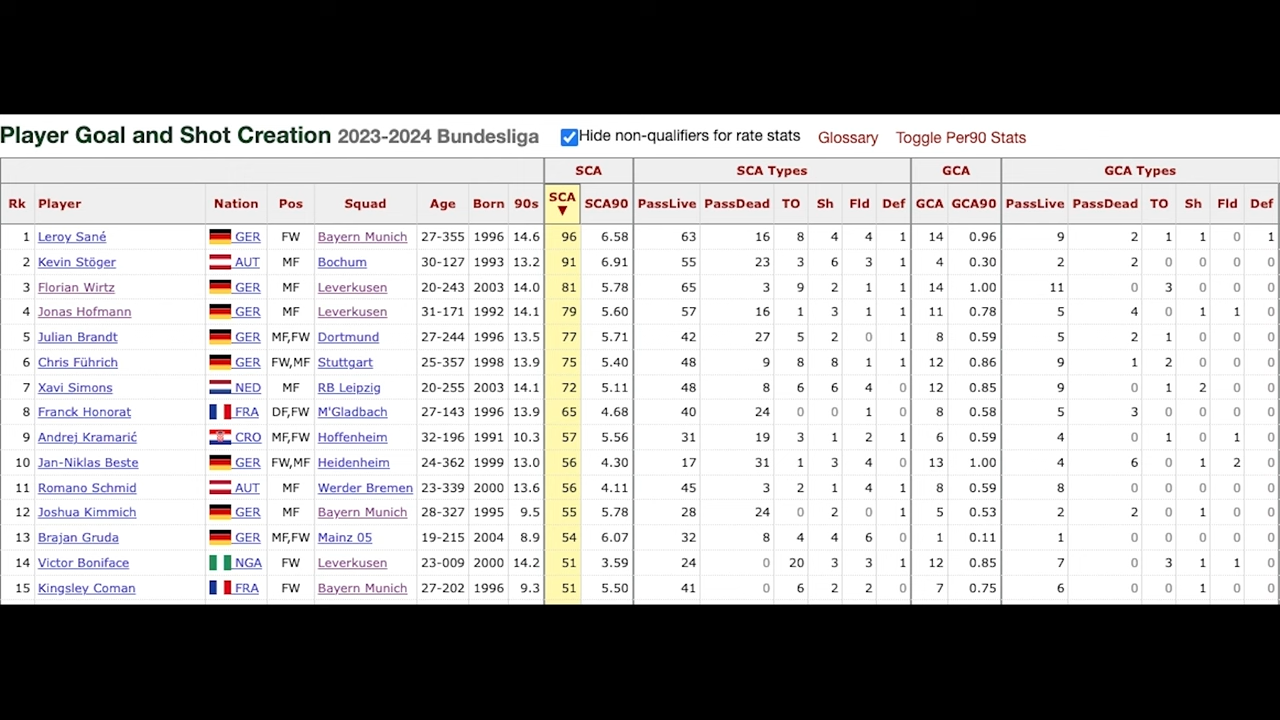 Player Goal and Shot Creation 2023-2024 Bundesliga Hide non-qualifiers for rate stats Glossary Toggle Per90 Stats
SCA SCA Types GCA GCA Types
Rk Player Nation Pos Squad Age Born 90s SCA ▼ SCA90 PassLive PassDead TO Sh Fld Def GCA GCA90 PassLive PassDead TO Sh Fld Def
1 Leroy Sané GER FW Bayern Munich 27-355 1996 14.6 96 6.58 63 16 8 4 4 1 14 0.96 9 2 1 1 0 1
2 Kevin Stöger AUT MF Bochum 30-127 1993 13.2 91 6.91 55 23 3 6 3 1 4 0.30 2 2 0 0 0 0
3 Florian Wirtz GER MF Leverkusen 20-243 2003 14.0 81 5.78 65 3 9 2 1 1 14 1.00 11 0 3 0 0 0
4 Jonas Hofmann GER MF Leverkusen 31-171 1992 14.1 79 5.60 57 16 1 3 1 1 11 0.78 5 4 0 1 1 0
5 Julian Brandt GER MF,FW Dortmund 27-244 1996 13.5 77 5.71 42 27 5 2 0 1 8 0.59 5 2 1 0 0 0
6 Chris Führich GER FW,MF Stuttgart 25-357 1998 13.9 75 5.40 48 9 8 8 1 1 12 0.86 9 1 2 0 0 0
7 Xavi Simons NED MF RB Leipzig 20-255 2003 14.1 72 5.11 48 8 6 6 4 0 12 0.85 9 0 1 2 0 0
8 Franck Honorat FRA DF,FW M'Gladbach 27-143 1996 13.9 65 4.68 40 24 0 0 1 0 8 0.58 5 3 0 0 0 0
9 Andrej Kramarić CRO MF,FW Hoffenheim 32-196 1991 10.3 57 5.56 31 19 3 1 2 1 6 0.59 4 0 1 0 1 0
10 Jan-Niklas Beste GER FW,MF Heidenheim 24-362 1999 13.0 56 4.30 17 31 1 3 4 0 13 1.00 4 6 0 1 2 0
11 Romano Schmid AUT MF Werder Bremen 23-339 2000 13.6 56 4.11 45 3 2 1 4 1 8 0.59 8 0 0 0 0 0
12 Joshua Kimmich GER MF Bayern Munich 28-327 1995 9.5 55 5.78 28 24 0 2 0 1 5 0.53 2 2 0 1 0 0
13 Brajan Gruda GER MF,FW Mainz 05 19-215 2004 8.9 54 6.07 32 8 4 4 6 0 1 0.11 1 0 0 0 0 0
14 Victor Boniface NGA FW Leverkusen 23-009 2000 14.2 51 3.59 24 0 20 3 3 1 12 0.85 7 0 3 1 1 0
15 Kingsley Coman FRA FW Bayern Munich 27-202 1996 9.3 51 5.50 41 0 6 2 2 0 7 0.75 6 0 0 1 0 0